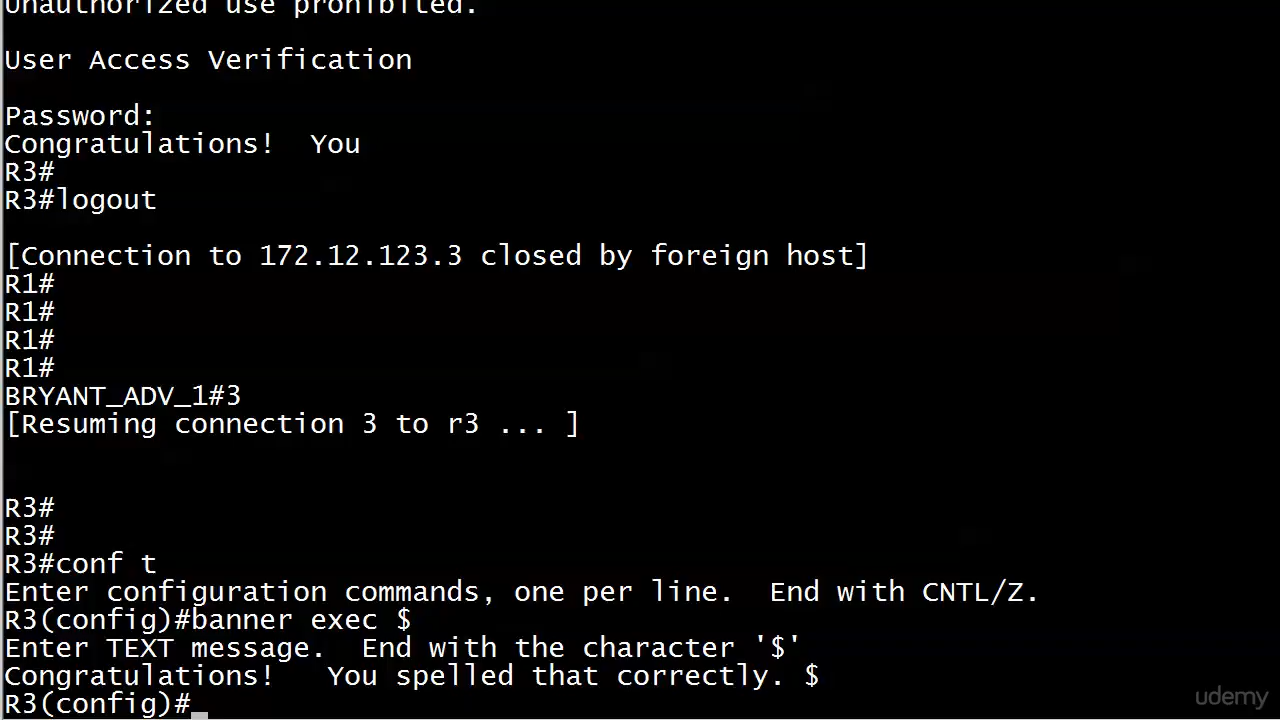 Unauthorized use prohibited.
User Access Verification
Password:
Congratulations!  You
R3#
R3#logout
[Connection to 172.12.123.3 closed by foreign host]
R1#
R1#
R1#
R1#
BRYANT_ADV_1#3
[Resuming connection 3 to r3 ... ]
R3#
R3#
R3#conf t
Enter configuration commands, one per line.  End with CNTL/Z.
R3(config)#banner exec $
Enter TEXT message.  End with the character '$'
Congratulations!   You spelled that correctly. $
R3(config)#
udemy